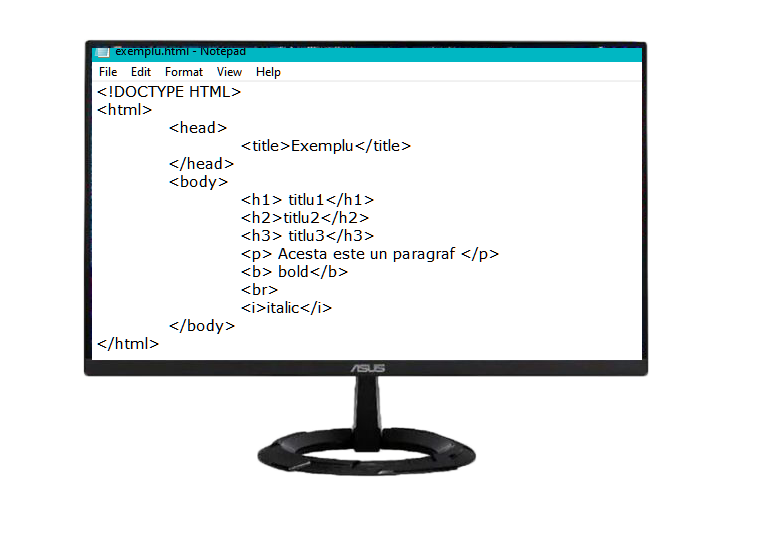 exemplu.html - Notepad
File Edit Format View Help
<!DOCTYPE HTML>
<html>
<head>
<title>Exemplu</title>
</head>
<body>
<h1> titlu1</h1>
<h2>titlu2</h2>
<h3> titlu3</h3>
<p> Acesta este un paragraf </p>
<b> bold</b>
<br>
<i>italic</i>
</body>
</html>
ASUS